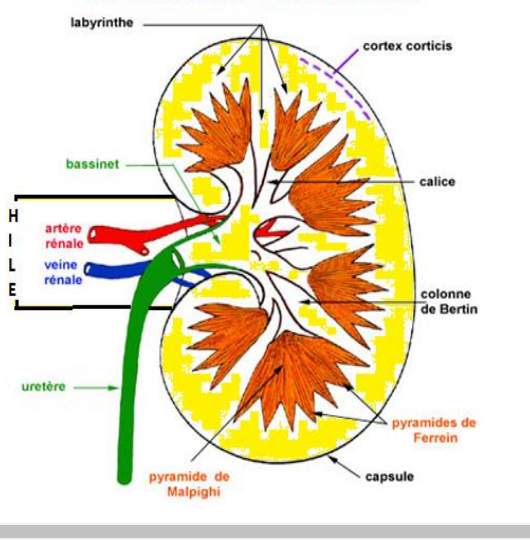 labyrinthe
cortex corticis
bassinet
calice
H
I
L
E
artère
rénale
veine
rénale
colonne
de Bertin
uretère
pyramides de
Ferrein
pyramide de
Malpighi
capsule